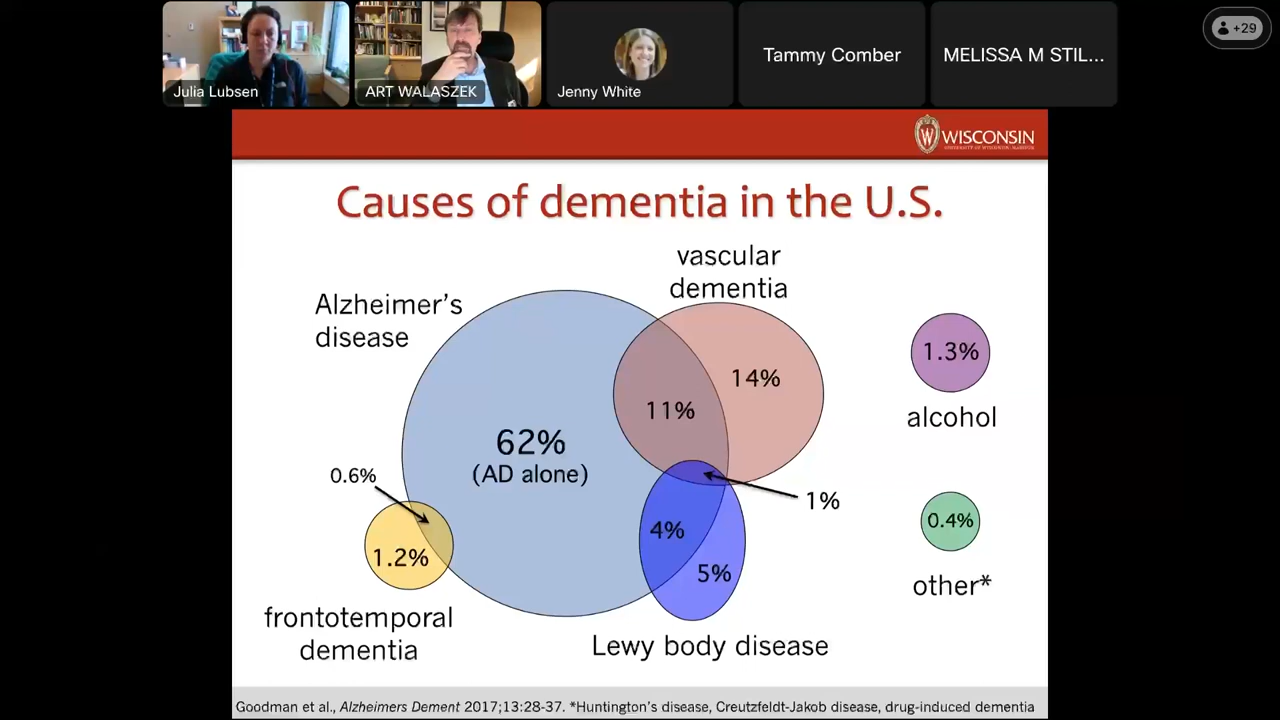 Julia Lubsen
ART WALASZEK
Jenny White
Tammy Comber
MELISSA M STIL...
+29
WISCONSIN
Causes of dementia in the U.S.
vascular
dementia
Alzheimer's
disease
1.3%
14%
11%
alcohol
62%
(AD alone)
0.6%
1%
0.4%
4%
1.2%
5%
other*
frontotemporal
dementia
Lewy body disease
Goodman et al., Alzheimers Dement 2017;13:28-37. *Huntington's disease, Creutzfeldt-Jakob disease, drug-induced dementia